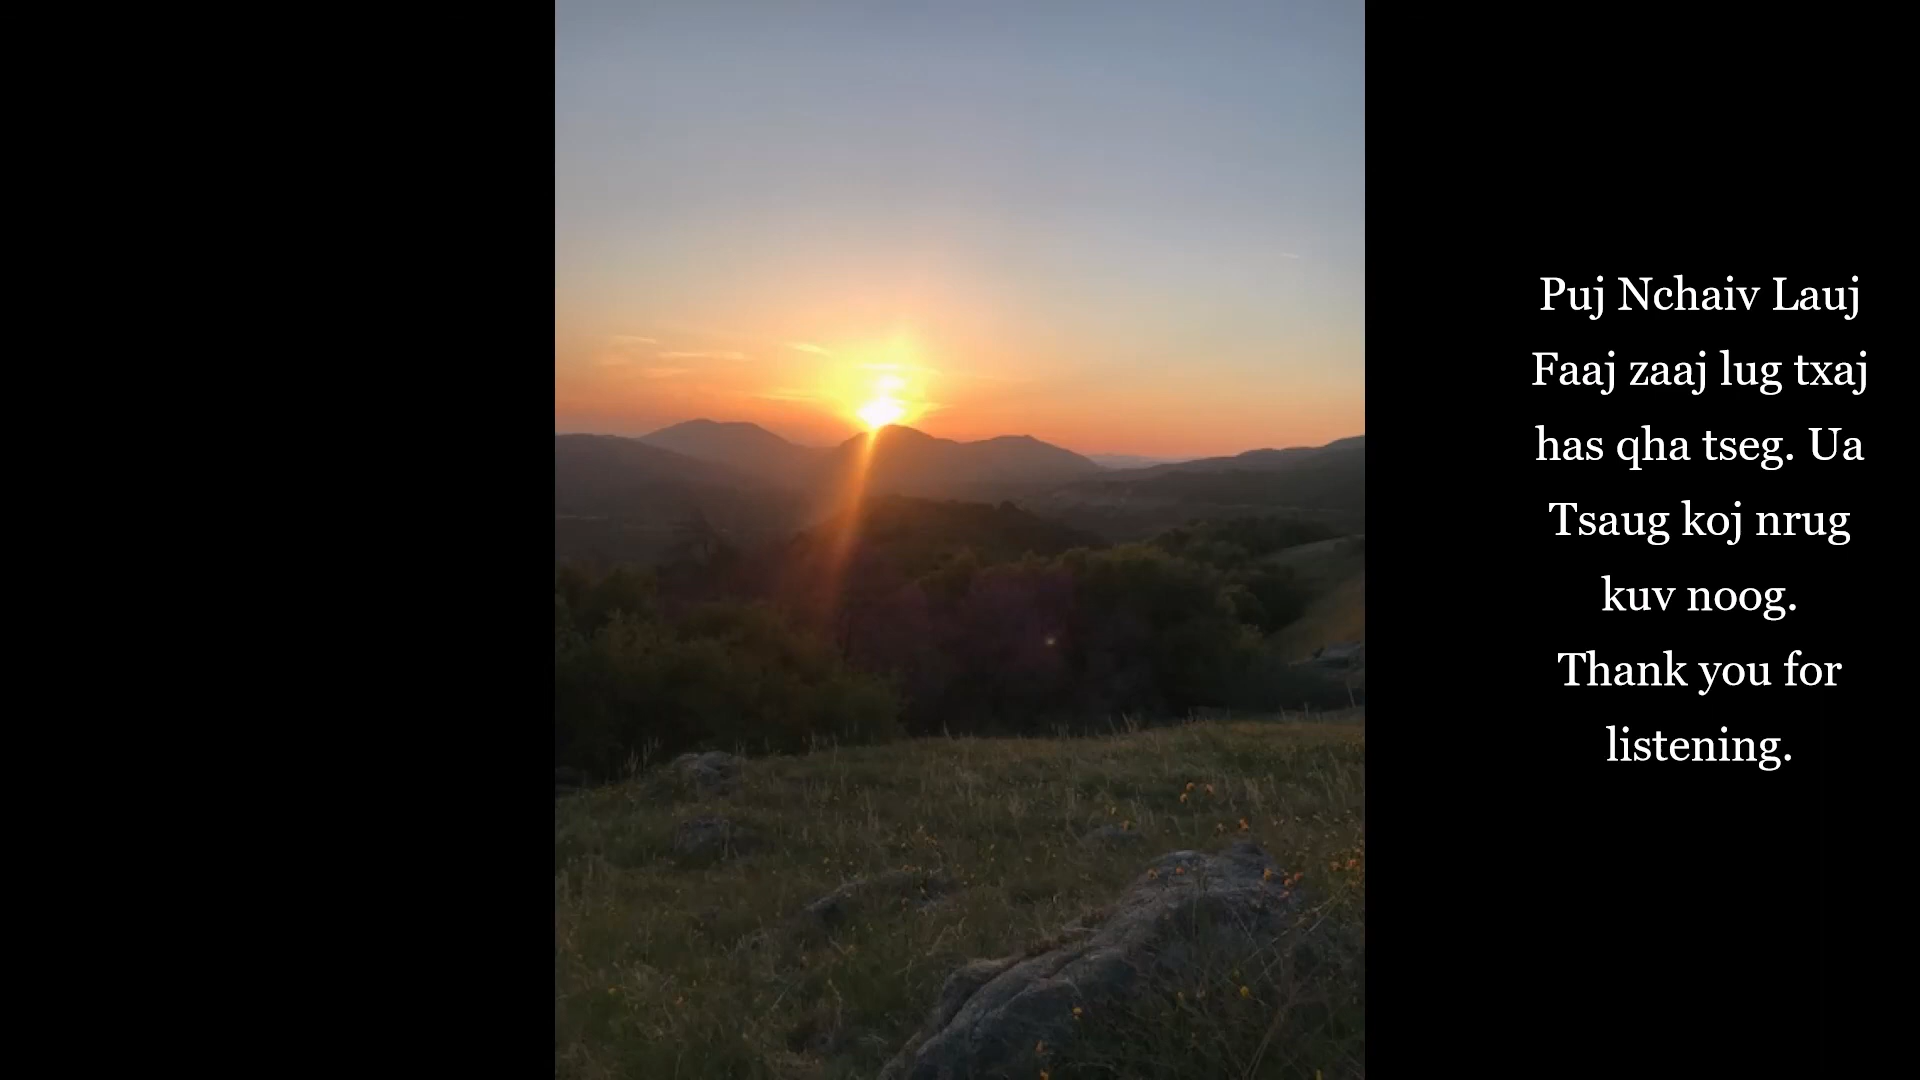 Puj Nchaiv Lauj
Faaj zaaj lug txaj
has qha tseg. Ua
Tsaug koj nrug
kuv noog.
Thank you for
listening.